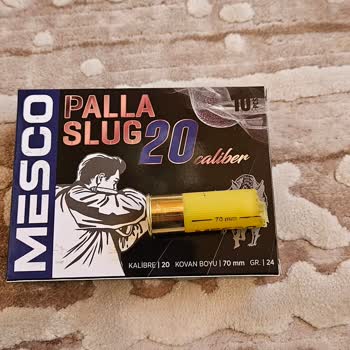 MESCO
PALLA
SLUG 20
caliber
10
70 mm
KALİBRE | 20 KOVAN BOYU | 70 mm GR. | 24